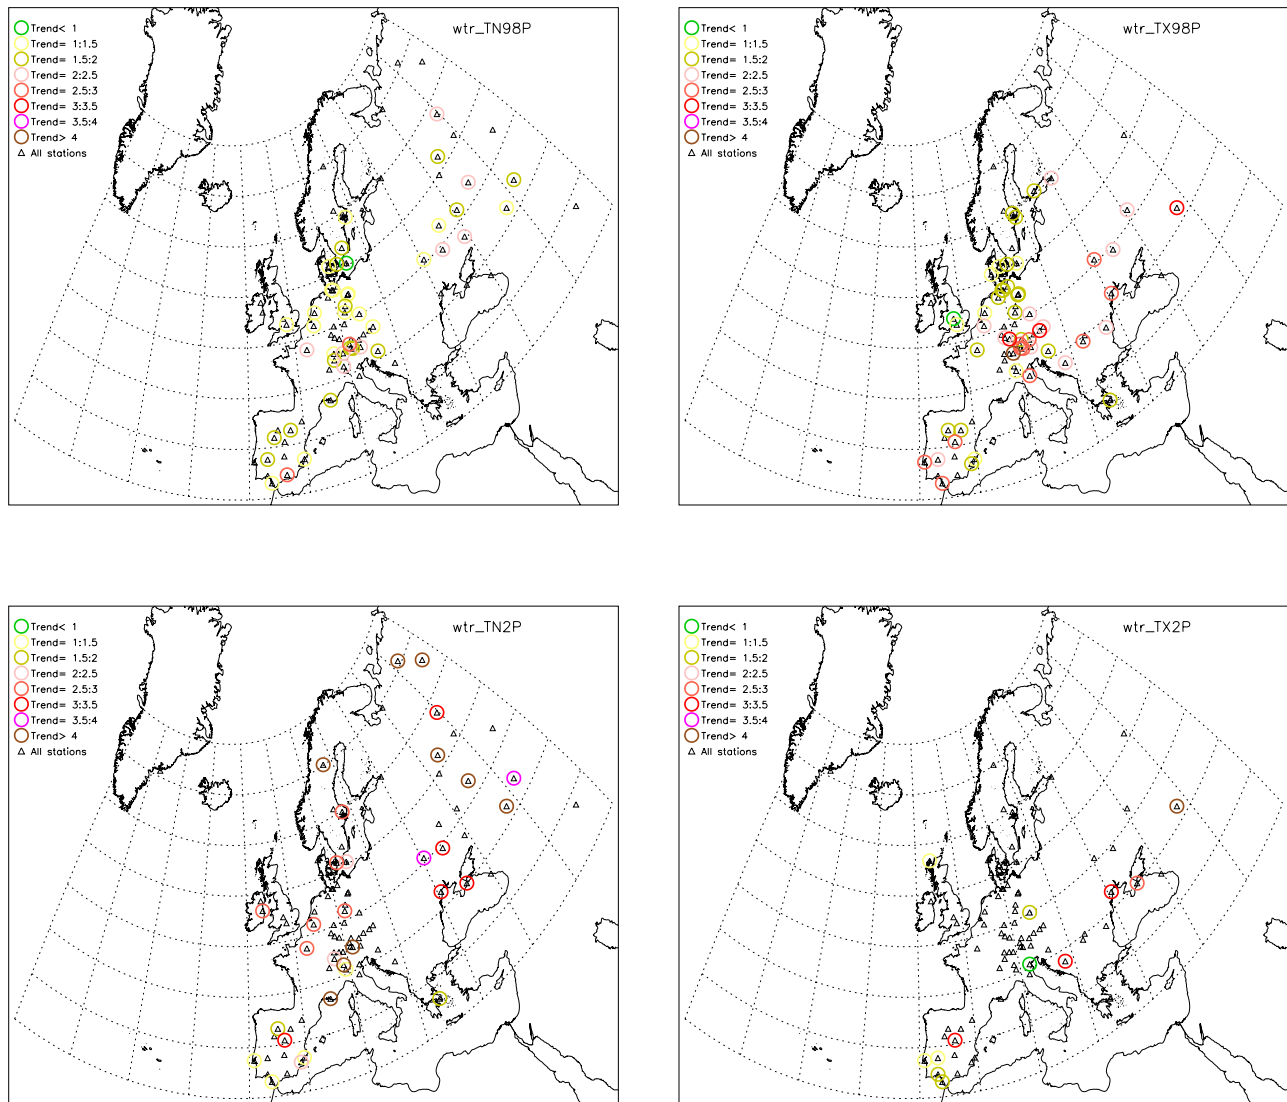 wtr_TN98P
Trend< 1
Trend= 1:1.5
Trend= 1.5:2
Trend= 2:2.5
Trend= 2.5:3
Trend= 3:3.5
Trend= 3.5:4
Trend> 4
All stations
wtr_TX98P
Trend< 1
Trend= 1:1.5
Trend= 1.5:2
Trend= 2:2.5
Trend= 2.5:3
Trend= 3:3.5
Trend= 3.5:4
Trend> 4
All stations
wtr_TN2P
Trend< 1
Trend= 1:1.5
Trend= 1.5:2
Trend= 2:2.5
Trend= 2.5:3
Trend= 3:3.5
Trend= 3.5:4
Trend> 4
All stations
wtr_TX2P
Trend< 1
Trend= 1:1.5
Trend= 1.5:2
Trend= 2:2.5
Trend= 2.5:3
Trend= 3:3.5
Trend= 3.5:4
Trend> 4
All stations